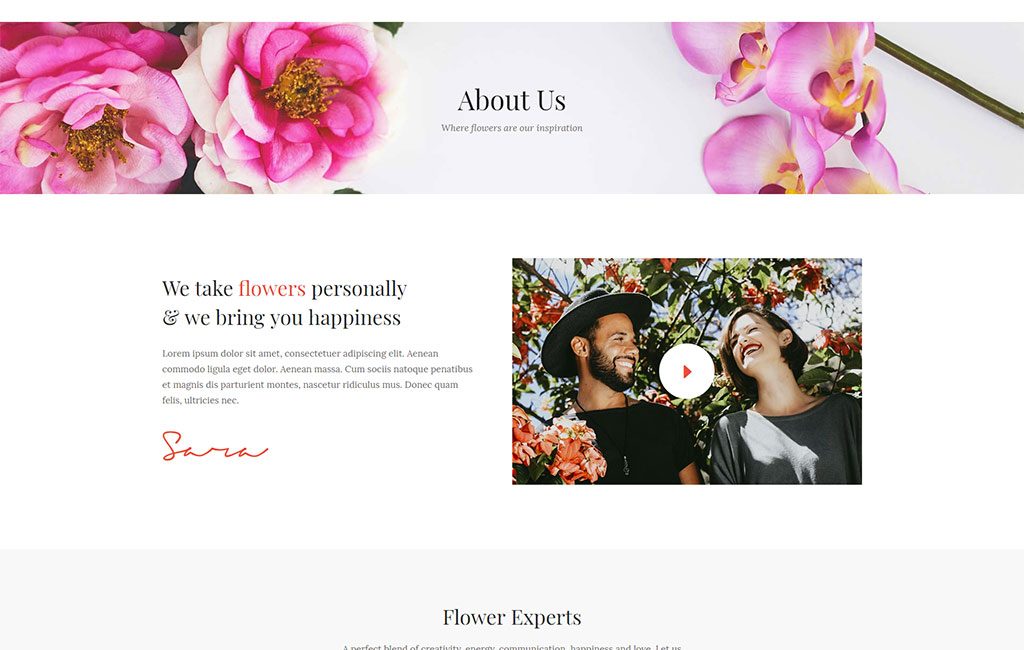 About Us
Where flowers are our inspiration
We take flowers personally
& we bring you happiness
Lorem ipsum dolor sit amet, consectetuer adipiscing elit. Aenean
commodo ligula eget dolor. Aenean massa. Cum sociis natoque penatibus
et magnis dis parturient montes, nascetur ridiculus mus. Donec quam
felis, ultricies nec.
Sara
Flower Experts
A perfect blend of creativity, energy, communication, happiness and love. Let us